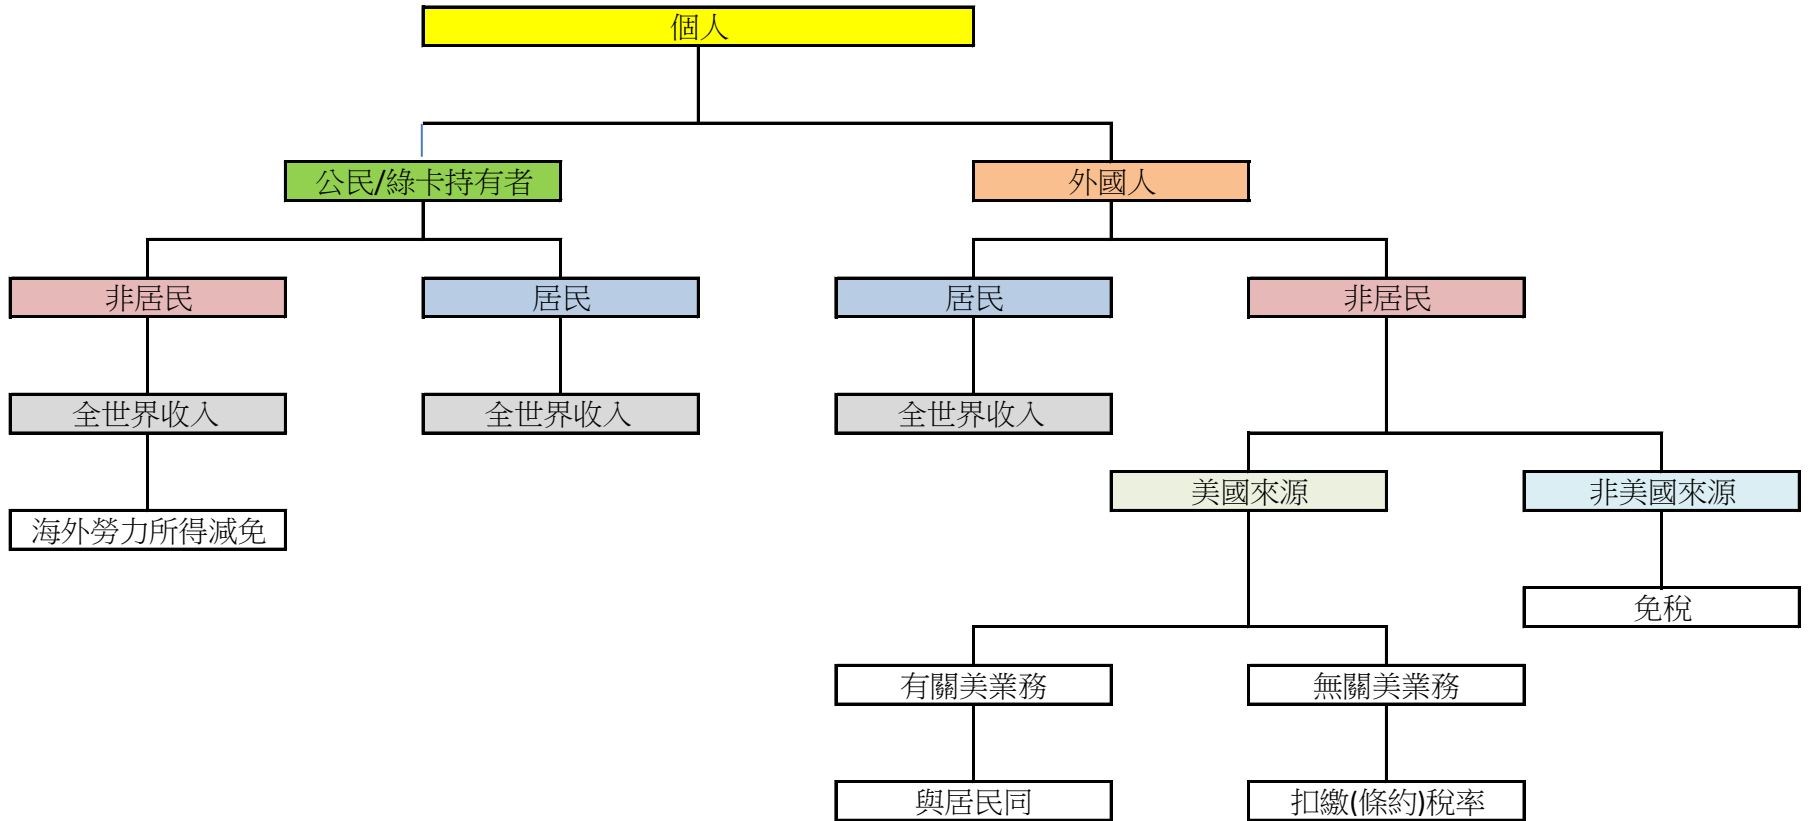 個人
公民/綠卡持有者
外國人
非居民
居民
居民
非居民
全世界收入
全世界收入
全世界收入
美國來源
非美國來源
海外勞力所得減免
免稅
有關美業務
無關美業務
與居民同
扣繳(條約)稅率